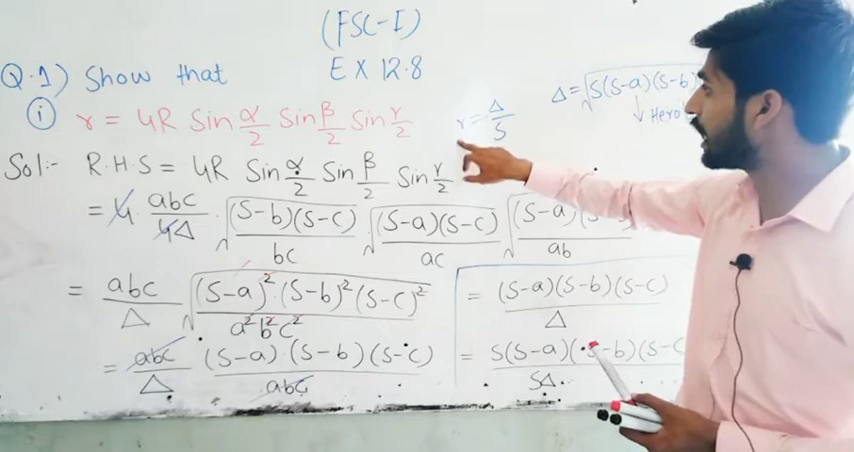 (FSC-I)
Q.1) Show that EX 12.8
(i) r = 4R Sin α/2 Sin β/2 Sin γ/2
r = Δ/S
Δ = √S(S-a)(S-b)
↓ Hero
Sol:- R.H.S = 4R Sin α/2 Sin β/2 Sin γ/2
= 4. abc/4Δ √(S-b)(S-c)/bc √(S-a)(S-c)/ac √(S-a)/ab
= abc/Δ √(S-a)².(S-b)²(S-c)²/a²b²c²
= abc/Δ (S-a).(S-b)(S-c)/abc
= (S-a)(S-b)(S-c)/Δ
= S(S-a)(S-b)(S-c/SΔ.